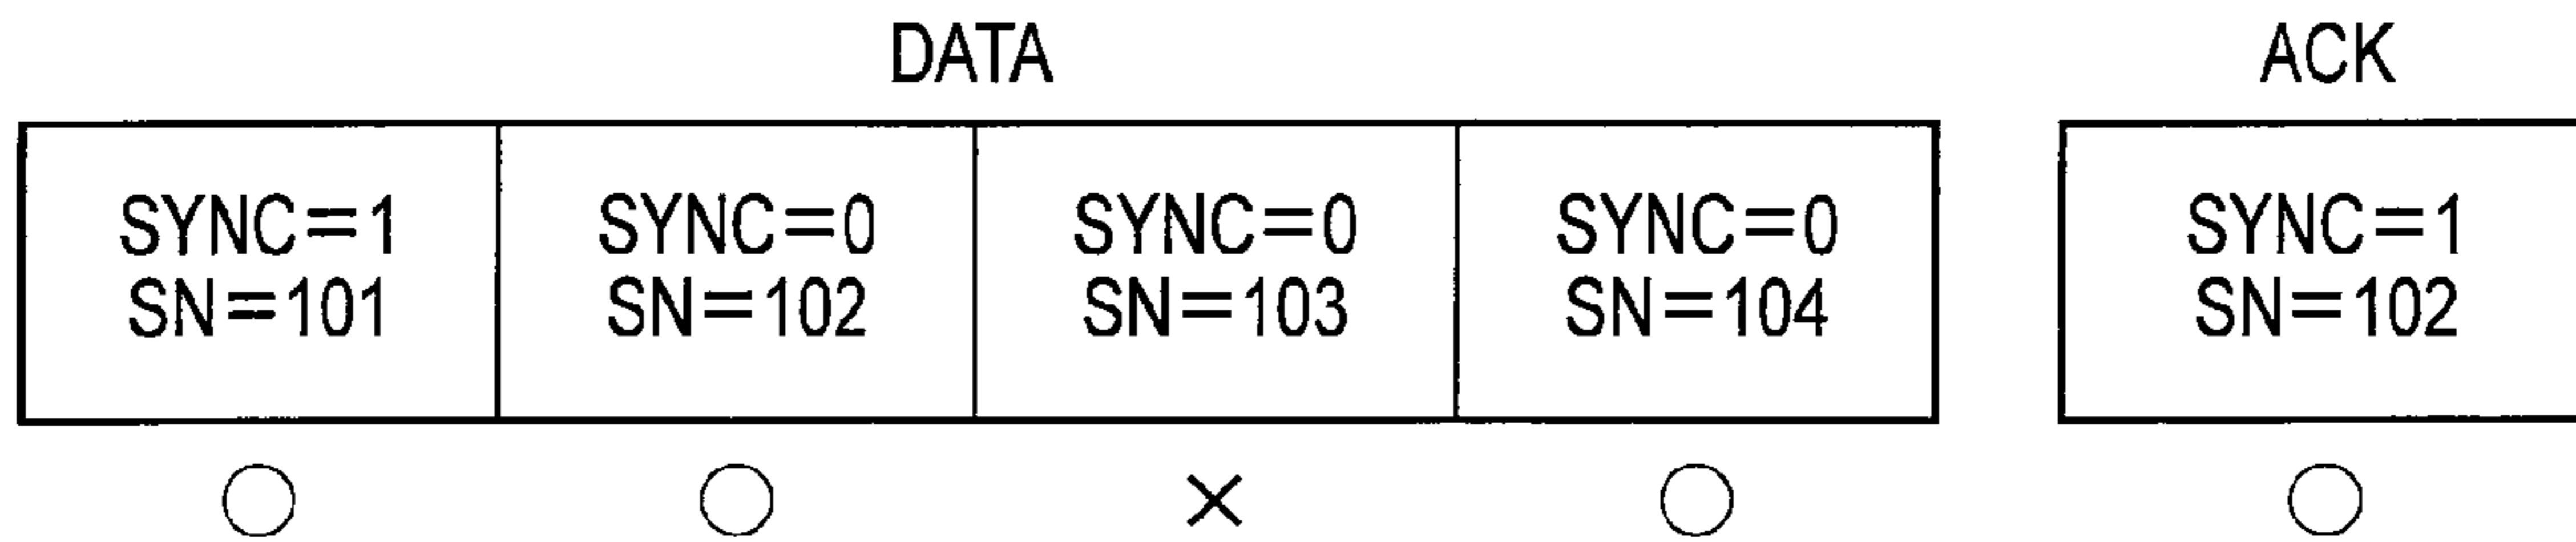 DATA
ACK
SYNC=1
SN=101
SYNC=0
SN=102
SYNC=0
SN=103
SYNC=0
SN=104
SYNC=1
SN=102
○ ○ × ○ ○